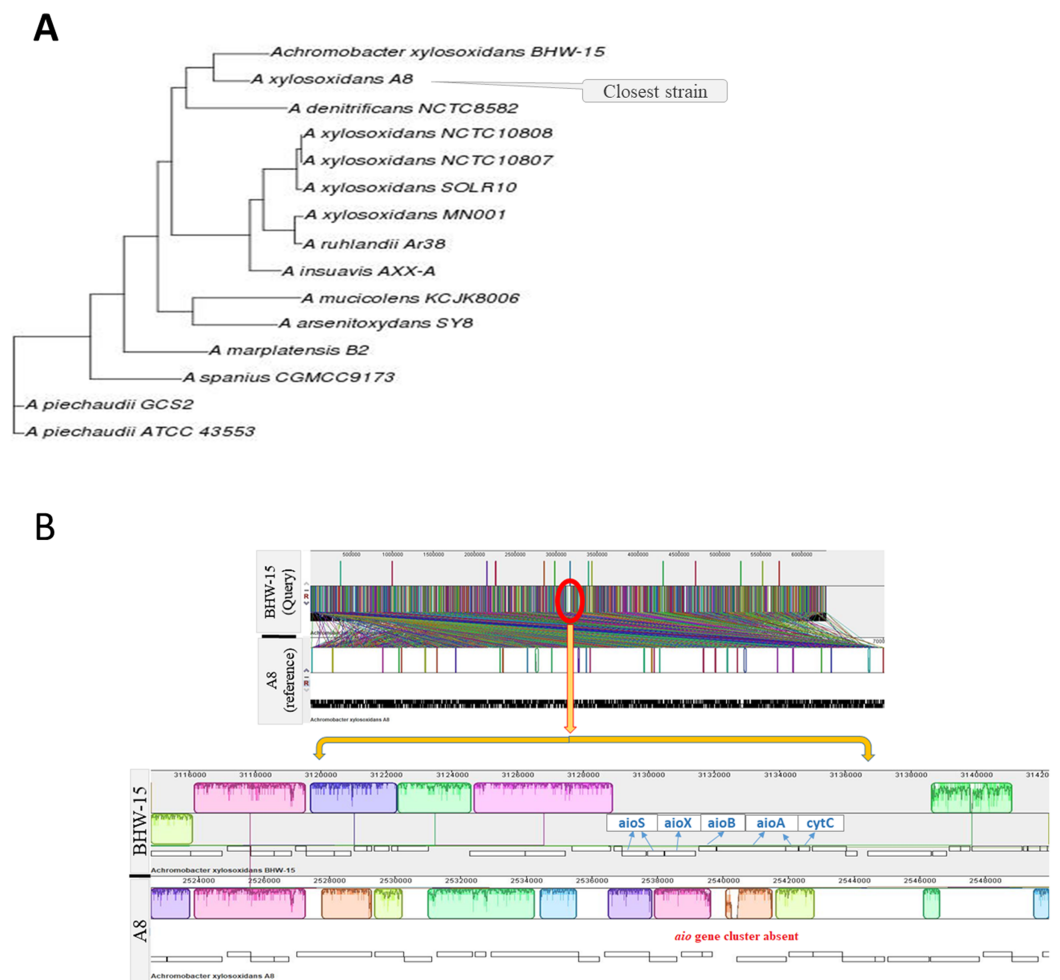 A
Achromobacter xylosoxidans BHW-15
A xylosoxidans A8
Closest strain
A denitrificans NCTC8582
A xylosoxidans NCTC10808
A xylosoxidans NCTC10807
A xylosoxidans SOLR10
A xylosoxidans MN001
A ruhlandii Ar38
A insuavis AXX-A
A mucicolens KCJK8006
A arsenitoxydans SY8
A marplatensis B2
A spanius CGMCC9173
A piechaudii GCS2
A piechaudii ATCC 43553
B
500000 1000000 1500000 2000000 2500000 3000000 3500000 4000000 4500000 5000000 5500000 6000000
BHW-15
(Query)
R
A8
(reference)
R
Achromobacter xylosoxidans A8
3116000 3118000 3120000 3122000 3124000 3126000 3128000 3130000 3132000 3134000 3136000 3138000 3140000 31420
BHW-15
aioS aioX aioB aioA cytC
Achromobacter xylosoxidans BHW-15
2524000 2526000 2528000 2530000 2532000 2534000 2536000 2538000 2540000 2542000 2544000 2546000 2548000
A8
aio gene cluster absent
Achromobacter xylosoxidans A8